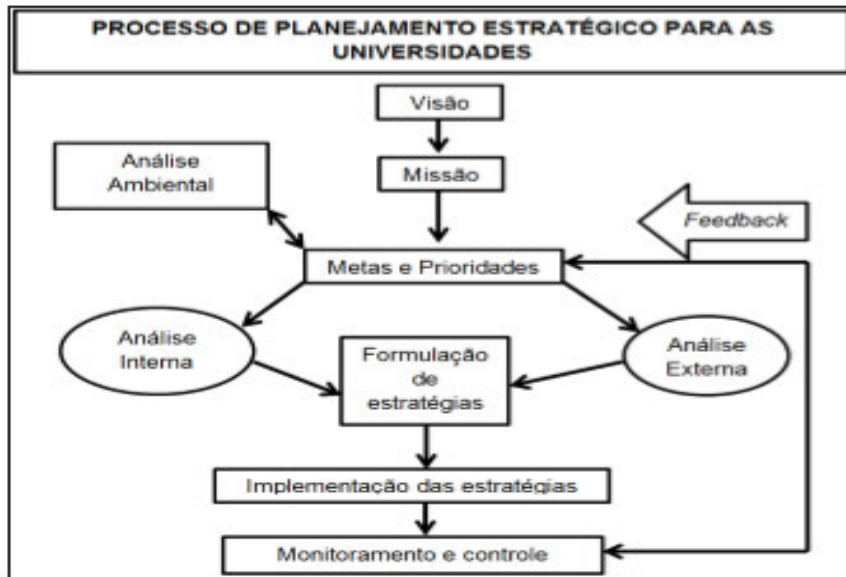 PROCESSO DE PLANEJAMENTO ESTRATÉGICO PARA AS
UNIVERSIDADES
Visão
Análise
Ambiental
Missão
Feedback
Metas e Prioridades
Análise
Interna
Formulação
de
estratégias
Análise
Externa
Implementação das estratégias
Monitoramento e controle